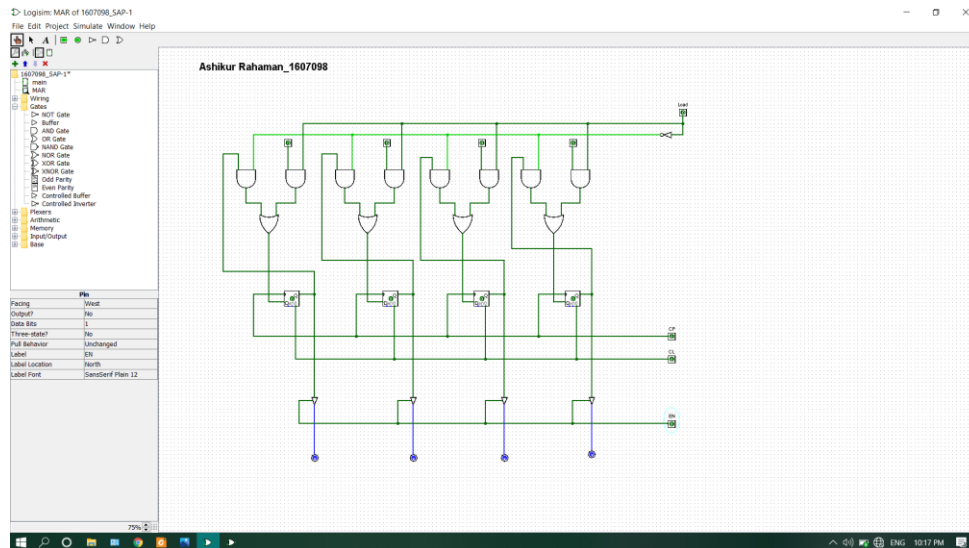 Logisim: MAR of 1607098_SAP-1
File Edit Project Simulate Window Help
1607098_SAP-1*
main
MAR
Wiring
Gates
NOT Gate
Buffer
AND Gate
OR Gate
NAND Gate
NOR Gate
XOR Gate
XNOR Gate
Odd Parity
Even Parity
Controlled Buffer
Controlled Inverter
Plexers
Arithmetic
Memory
Input/Output
Base
Pin
Facing West
Output? No
Data Bits 1
Three-state? No
Pull Behavior Unchanged
Label EN
Label Location North
Label Font SansSerif Plain 12
75%
Ashikur Rahaman_1607098
Load
CP
CL
EN
ENG 10:17 PM